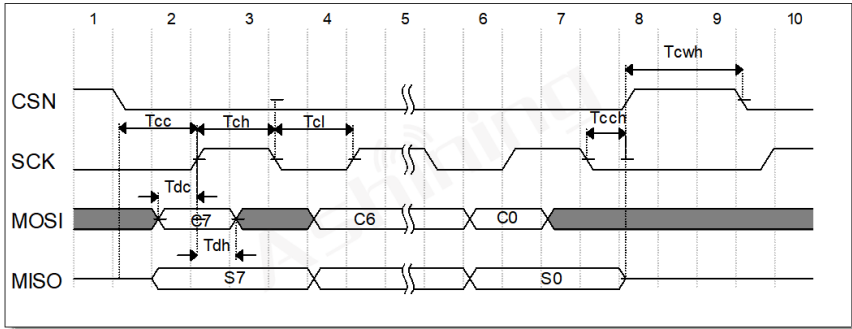 1 2 3 4 5 6 7 8 9 10
Tcwh
CSN
Tcc Tch Tcl Tcch
SCK
Tdc
MOSI C7 C6 C0
Tdh
MISO S7 S0
Ashining